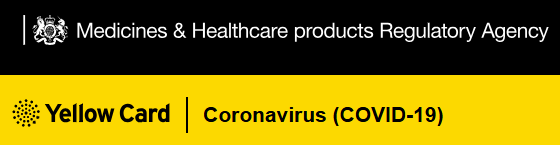 Medicines & Healthcare products Regulatory Agency
Yellow Card | Coronavirus (COVID-19)